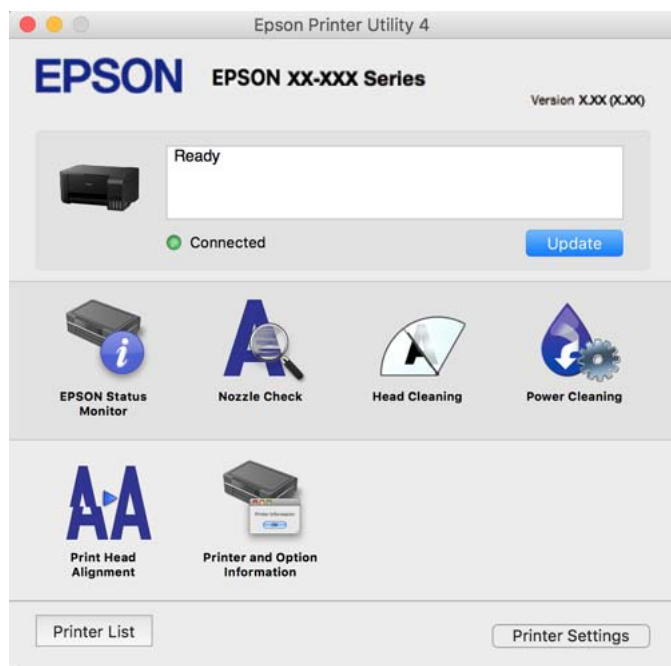 Epson Printer Utility 4
EPSON
EPSON XX-XXX Series
Version X.XX (X.XX)
Ready
Connected
Update
EPSON Status
Monitor
Nozzle Check
Head Cleaning
Power Cleaning
Print Head
Alignment
Printer and Option
Information
Printer List
Printer Settings